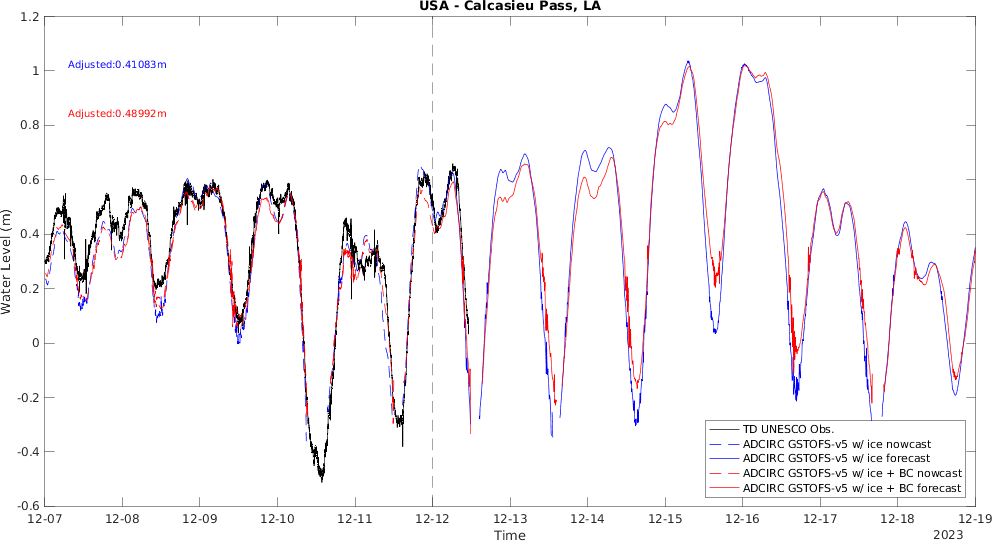 USA - Calcasieu Pass, LA
1.2
1
0.8
0.6
0.4
0.2
0
-0.2
-0.4
-0.6
Water Level (m)
Adjusted:0.41083m
Adjusted:0.48992m
TD UNESCO Obs.
ADCIRC GSTOFS-v5 w/ ice nowcast
ADCIRC GSTOFS-v5 w/ ice forecast
ADCIRC GSTOFS-v5 w/ ice + BC nowcast
ADCIRC GSTOFS-v5 w/ ice + BC forecast
12-07 12-08 12-09 12-10 12-11 12-12 12-13 12-14 12-15 12-16 12-17 12-18 12-19
Time
2023